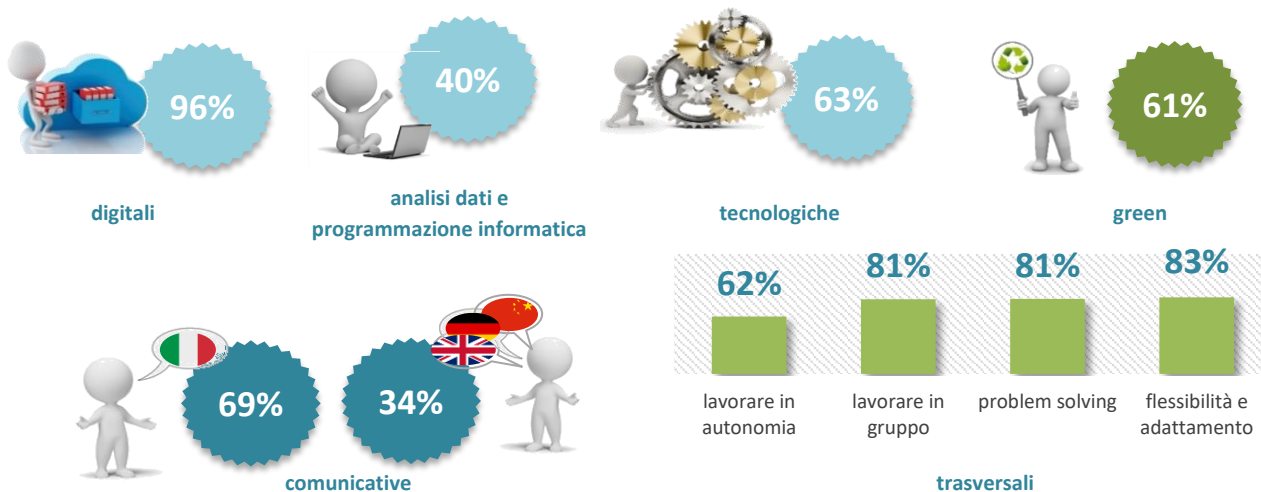 96%
digitali
40%
analisi dati e
programmazione informatica
63%
tecnologiche
61%
green
69%
34%
comunicative
62%
81%
81%
83%
lavorare in
autonomia
lavorare in
gruppo
problem solving
flessibilità e
adattamento
trasversali